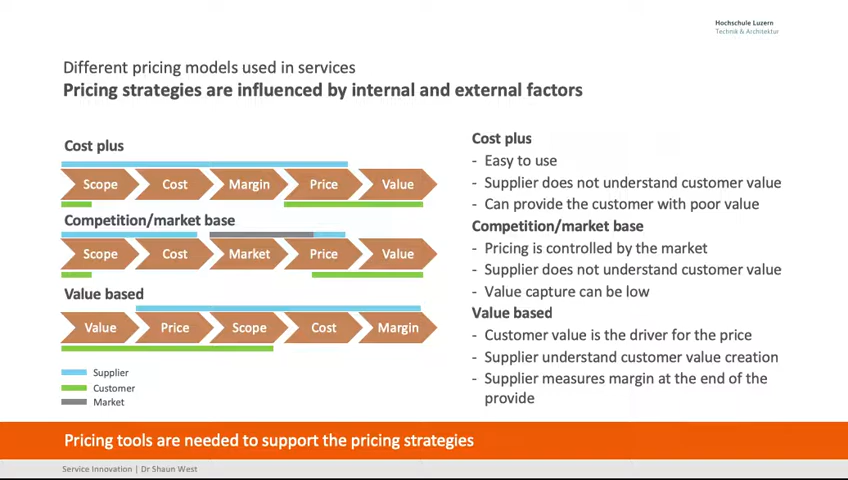 Hochschule Luzern
Technik & Architektur
Different pricing models used in services
Pricing strategies are influenced by internal and external factors
Cost plus
Scope Cost Margin Price Value
Competition/market base
Scope Cost Market Price Value
Value based
Value Price Scope Cost Margin
Supplier
Customer
Market
Cost plus
- Easy to use
- Supplier does not understand customer value
- Can provide the customer with poor value
Competition/market base
- Pricing is controlled by the market
- Supplier does not understand customer value
- Value capture can be low
Value based
- Customer value is the driver for the price
- Supplier understand customer value creation
- Supplier measures margin at the end of the
provide
Pricing tools are needed to support the pricing strategies
Service Innovation | Dr Shaun West